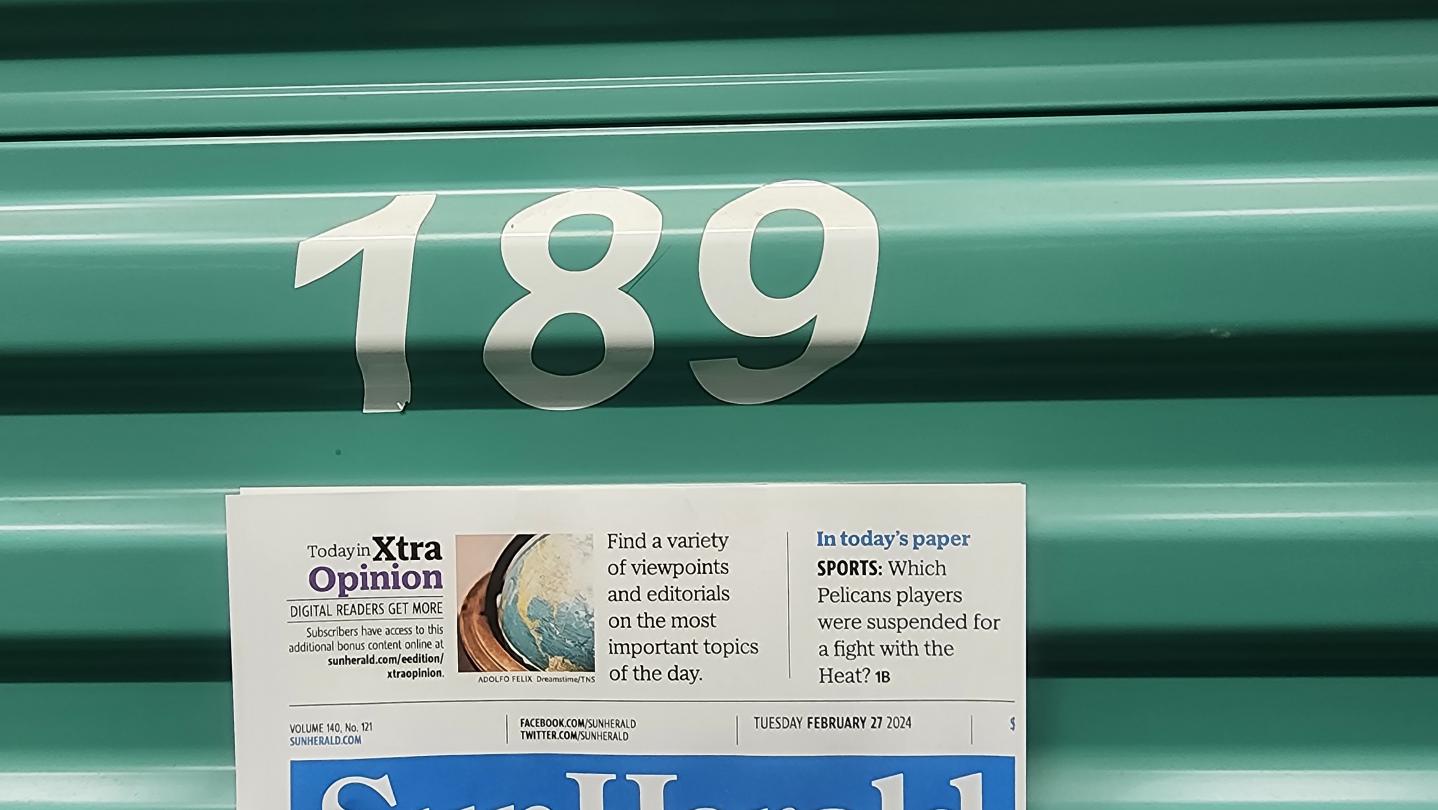 189
Today in Xtra
Opinion
DIGITAL READERS GET MORE
Subscribers have access to this
additional bonus content online at
sunherald.com/eedition/
xtraopinion.
ADOLFO FELIX Dreamstime/TNS
Find a variety
of viewpoints
and editorials
on the most
important topics
of the day.
In today's paper
SPORTS: Which
Pelicans players
were suspended for
a fight with the
Heat? 1B
VOLUME 140, No. 121
SUNHERALD.COM
FACEBOOK.COM/SUNHERALD
TWITTER.COM/SUNHERALD
TUESDAY FEBRUARY 27 2024
$
Sun Herald